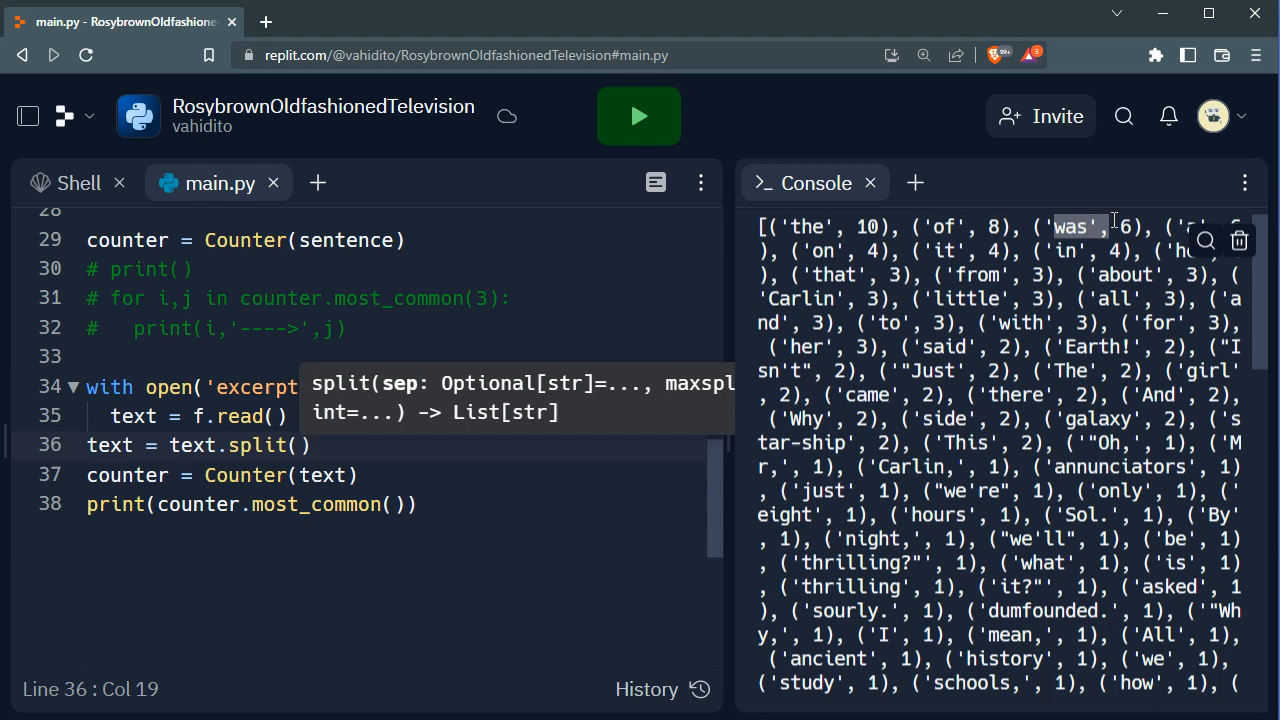 main.py - RosybrownOldfashione
replit.com/@vahidito/RosybrownOldfashionedTelevision#main.py
99+
3
RosybrownOldfashionedTelevision
vahidito
Invite
Shell
main.py
28
29 counter = Counter(sentence)
30 # print()
31 # for i,j in counter.most_common(3):
32 #   print(i,'---->',j)
33
34 with open('excerpt
35   text = f.read()
36 text = text.split()
37 counter = Counter(text)
38 print(counter.most_common())
split(sep: Optional[str]=..., maxspl
int=...) -> List[str]
Line 36 : Col 19
History
Console
[('the', 10), ('of', 8), ('was', 6), (
), ('on', 4), ('it', 4), ('in', 4), ('he
), ('that', 3), ('from', 3), ('about', 3), (
'Carlin', 3), ('little', 3), ('all', 3), ('a
nd', 3), ('to', 3), ('with', 3), ('for', 3),
('her', 3), ('said', 2), ('Earth!', 2), ("I
sn't", 2), ('"Just', 2), ('The', 2), ('girl'
, 2), ('came', 2), ('there', 2), ('And', 2),
('Why', 2), ('side', 2), ('galaxy', 2), ('s
tar-ship', 2), ('This', 2), ('"Oh,', 1), ('M
r,', 1), ('Carlin,', 1), ('annunciators', 1)
, ('just', 1), ("we're", 1), ('only', 1), ('
eight', 1), ('hours', 1), ('Sol.', 1), ('By'
, 1), ('night,', 1), ("we'll", 1), ('be', 1)
, ('thrilling?"', 1), ('what', 1), ('is', 1)
, ('thrilling', 1), ('it?"', 1), ('asked', 1
), ('sourly.', 1), ('dumfounded.', 1), ('"Wh
y,', 1), ('I', 1), ('mean,', 1), ('All', 1),
('ancient', 1), ('history', 1), ('we', 1),
('study', 1), ('schools,', 1), ('how', 1), (